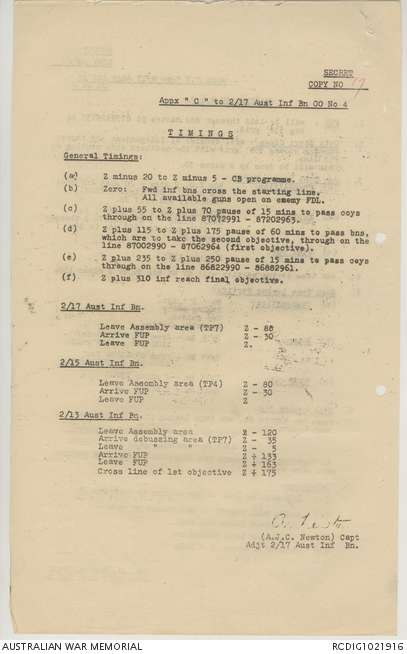 SECRET
COPY NO 17
Appx " C " to 2/17 Aust Inf Bn OO No 4
TIMINGS
General Timings:
(a) Z minus 20 to Z minus 5 - CB programme.
(b) Zero: Fwd inf bns cross the starting line.
All available guns open on enemy FDL.
(c) Z plus 55 to Z plus 70 pause of 15 mins to pass coys
through on the line 87012991 - 87202963.
(d) Z plus 115 to Z plus 175 pause of 60 mins to pass bns,
which are to take the second objective, through on the
line 87002990 - 87062964 (first objective).
(e) Z plus 235 to Z plus 250 pause of 15 mins to pass coys
through on the line 86822990 - 86882961.
(f) Z plus 310 inf reach final objective.
2/17 Aust Inf Bn.
Leave Assembly area (TP7) Z - 88
Arrive FUP Z - 30
Leave FUP Z.
2/15 Aust Inf Bn.
Leave Assembly area (TP4) Z - 80
Arrive FUP Z - 30
Leave FUP Z
2/13 Aust Inf Bn.
Leave Assembly area Z - 120
Arrive debussing area (TP7) Z - 35
Leave " " Z - 5
Arrive FUP Z + 133
Leave FUP Z + 163
Cross line of 1st objective Z + 175
(A.J.C. Newton) Capt
Adjt 2/17 Aust Inf Bn.
AUSTRALIAN WAR MEMORIAL
RCDIG1021916